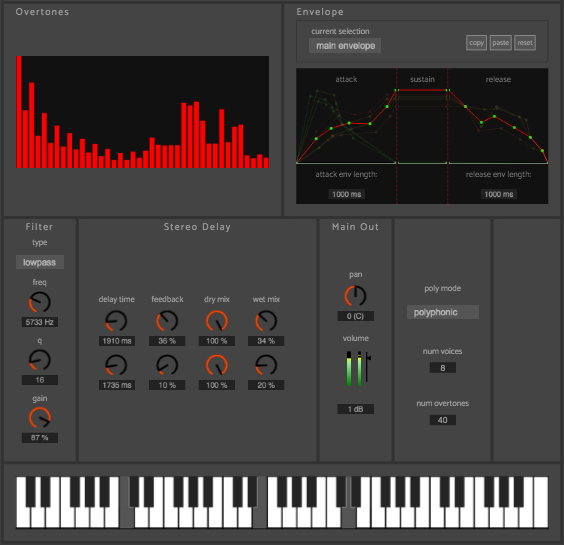 Overtones
Envelope
current selection
main envelope
copy paste reset
attack sustain release
attack env length: release env length:
1000 ms 1000 ms
Filter
type
lowpass
freq
5733 Hz
q
16
gain
87 %
Stereo Delay
delay time feedback dry mix wet mix
1910 ms 36 % 100 % 34 %
1735 ms 10 % 100 % 20 %
Main Out
pan
0 (C)
volume
1 dB
poly mode
polyphonic
num voices
8
num overtones
40